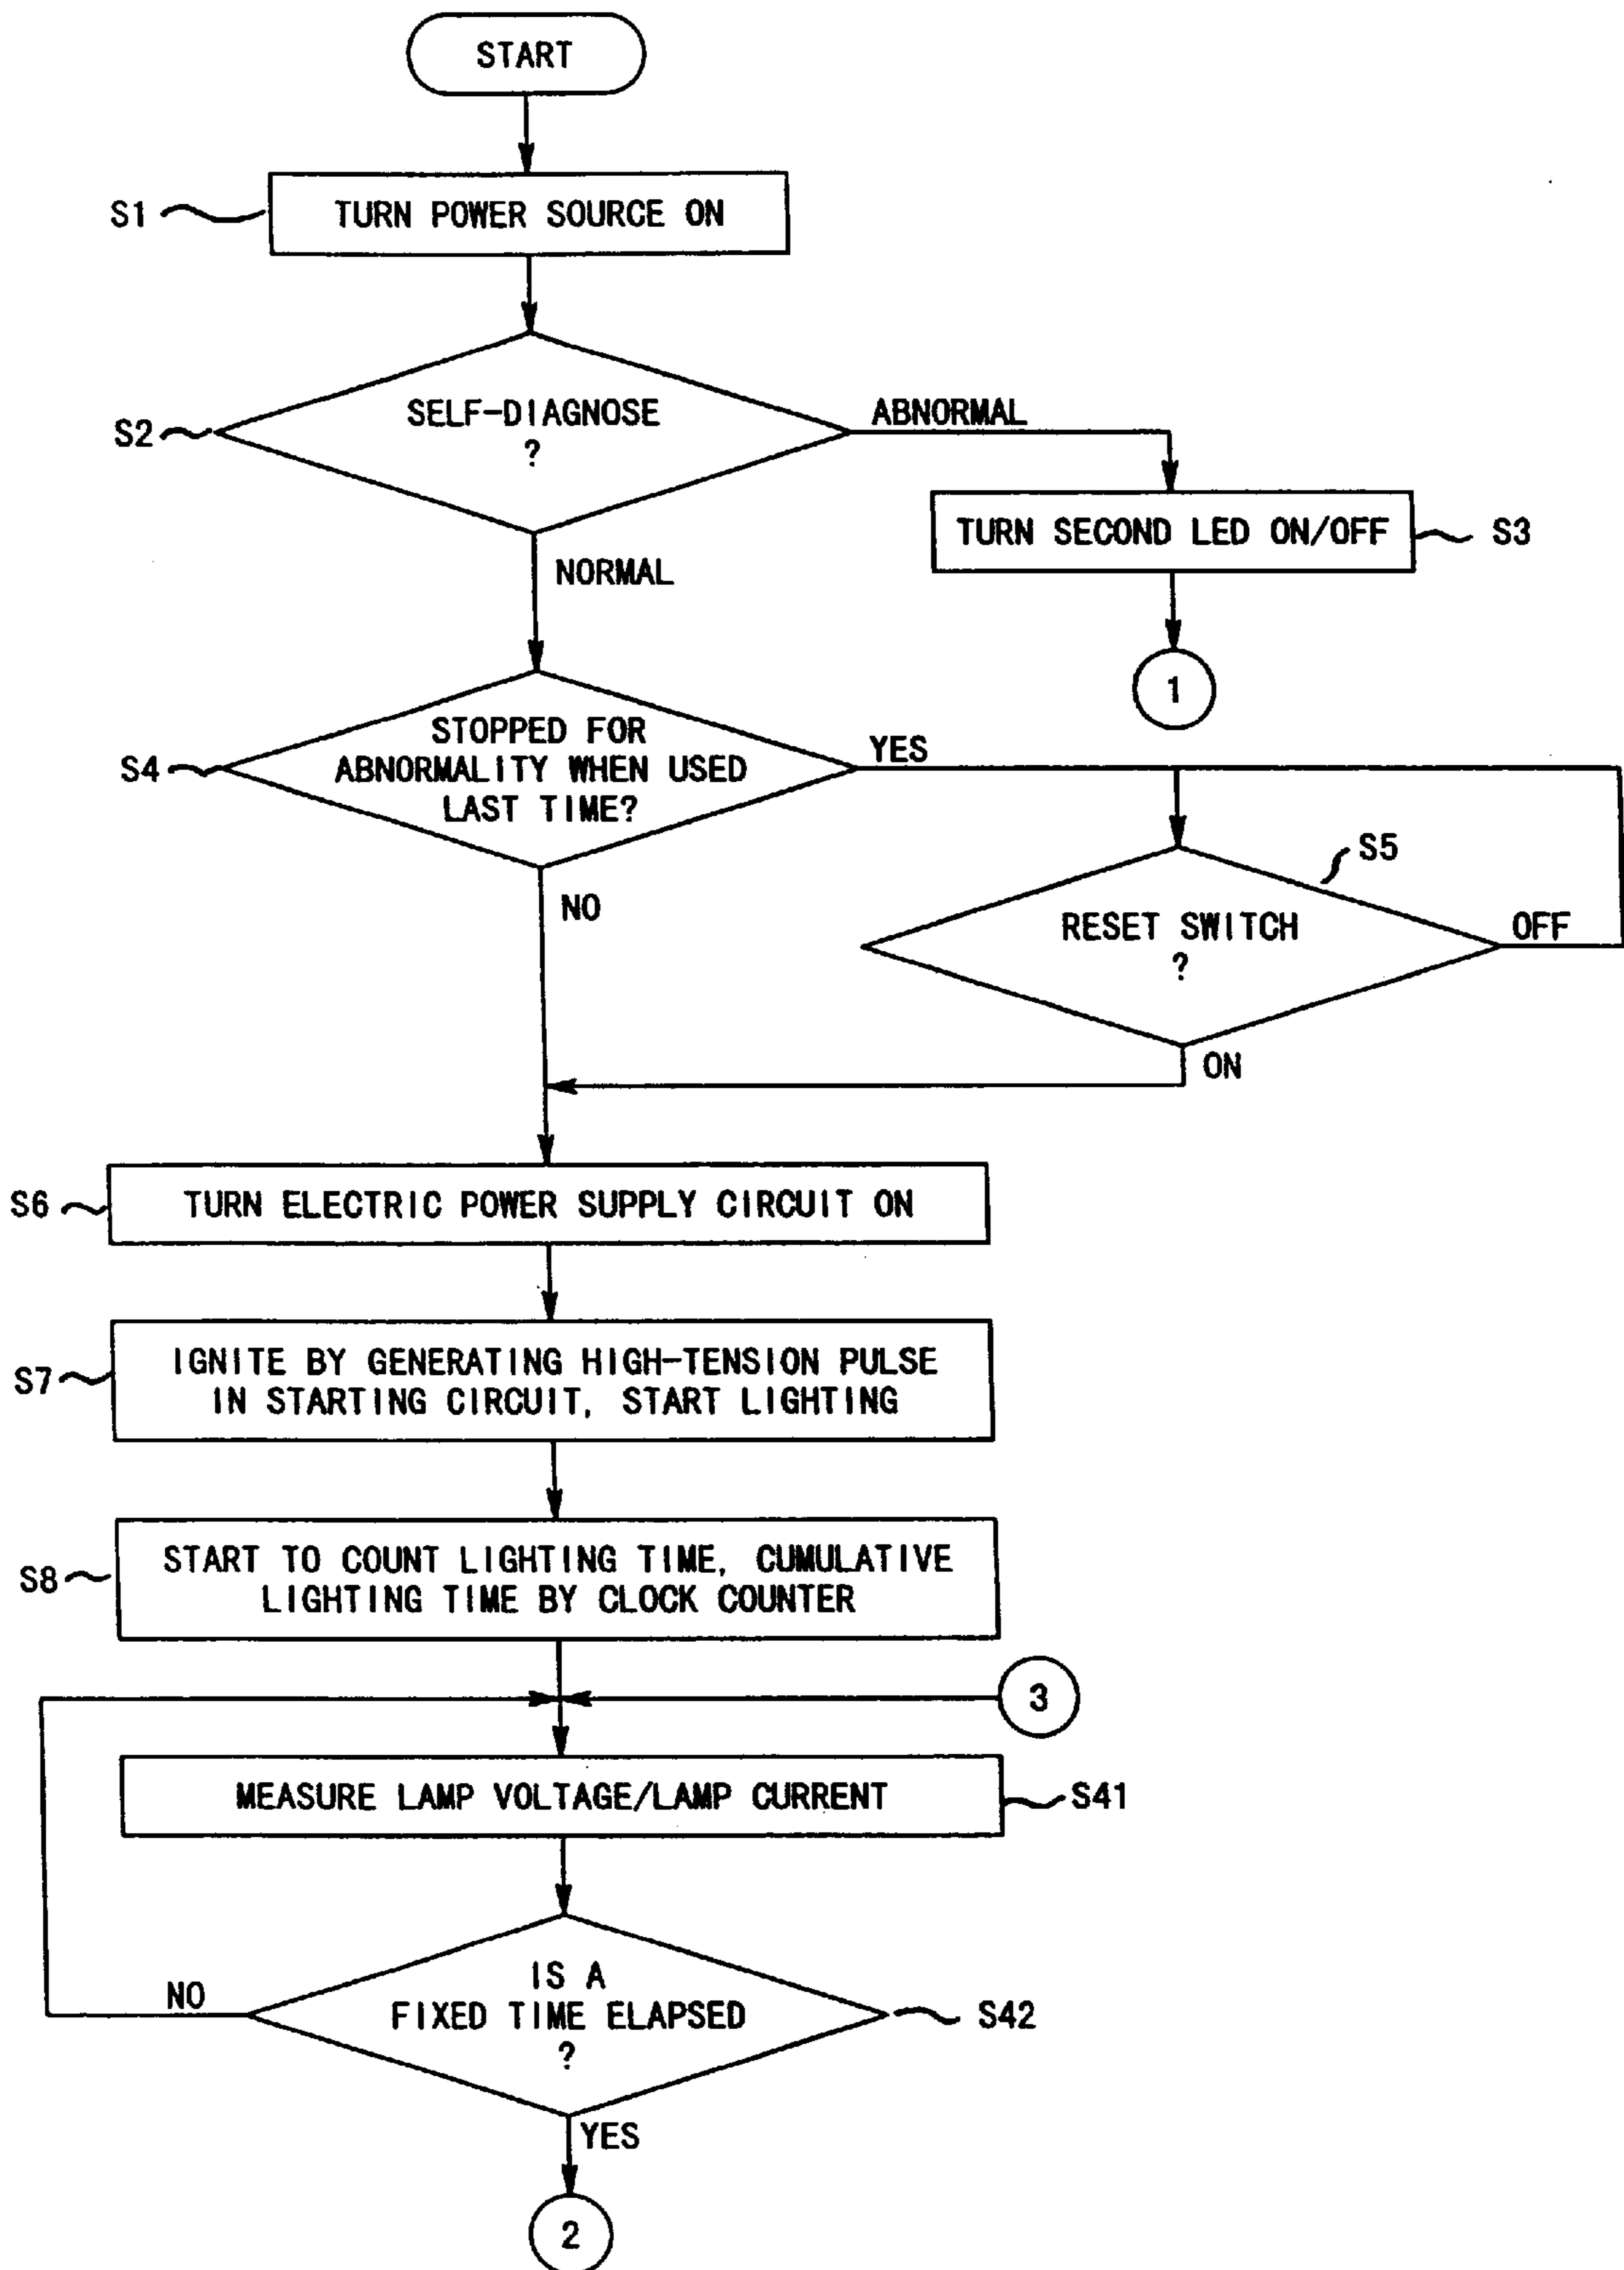 START
S1
TURN POWER SOURCE ON
S2
SELF-DIAGNOSE
?
ABNORMAL
TURN SECOND LED ON/OFF
S3
NORMAL
1
S4
STOPPED FOR
ABNORMALITY WHEN USED
LAST TIME?
YES
S5
NO
RESET SWITCH
?
OFF
ON
S6
TURN ELECTRIC POWER SUPPLY CIRCUIT ON
S7
IGNITE BY GENERATING HIGH-TENSION PULSE
IN STARTING CIRCUIT, START LIGHTING
S8
START TO COUNT LIGHTING TIME, CUMULATIVE
LIGHTING TIME BY CLOCK COUNTER
3
MEASURE LAMP VOLTAGE/LAMP CURRENT
S41
NO
IS A
FIXED TIME ELAPSED
?
S42
YES
2